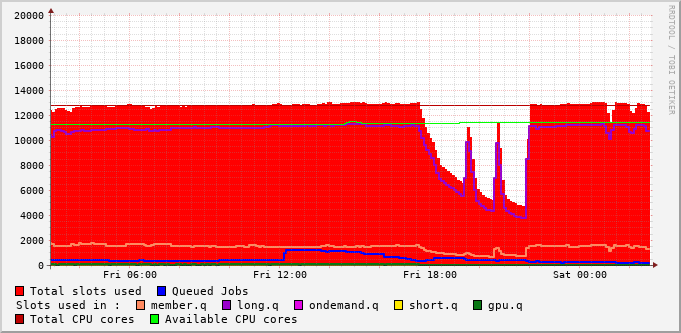 20000
18000
16000
14000
12000
10000
8000
6000
4000
2000
0
Fri 06:00 Fri 12:00 Fri 18:00 Sat 00:00
RRDTOOL / TOBI OETIKER
Total slots used Queued Jobs
Slots used in : member.q long.q ondemand.q short.q gpu.q
Total CPU cores Available CPU cores